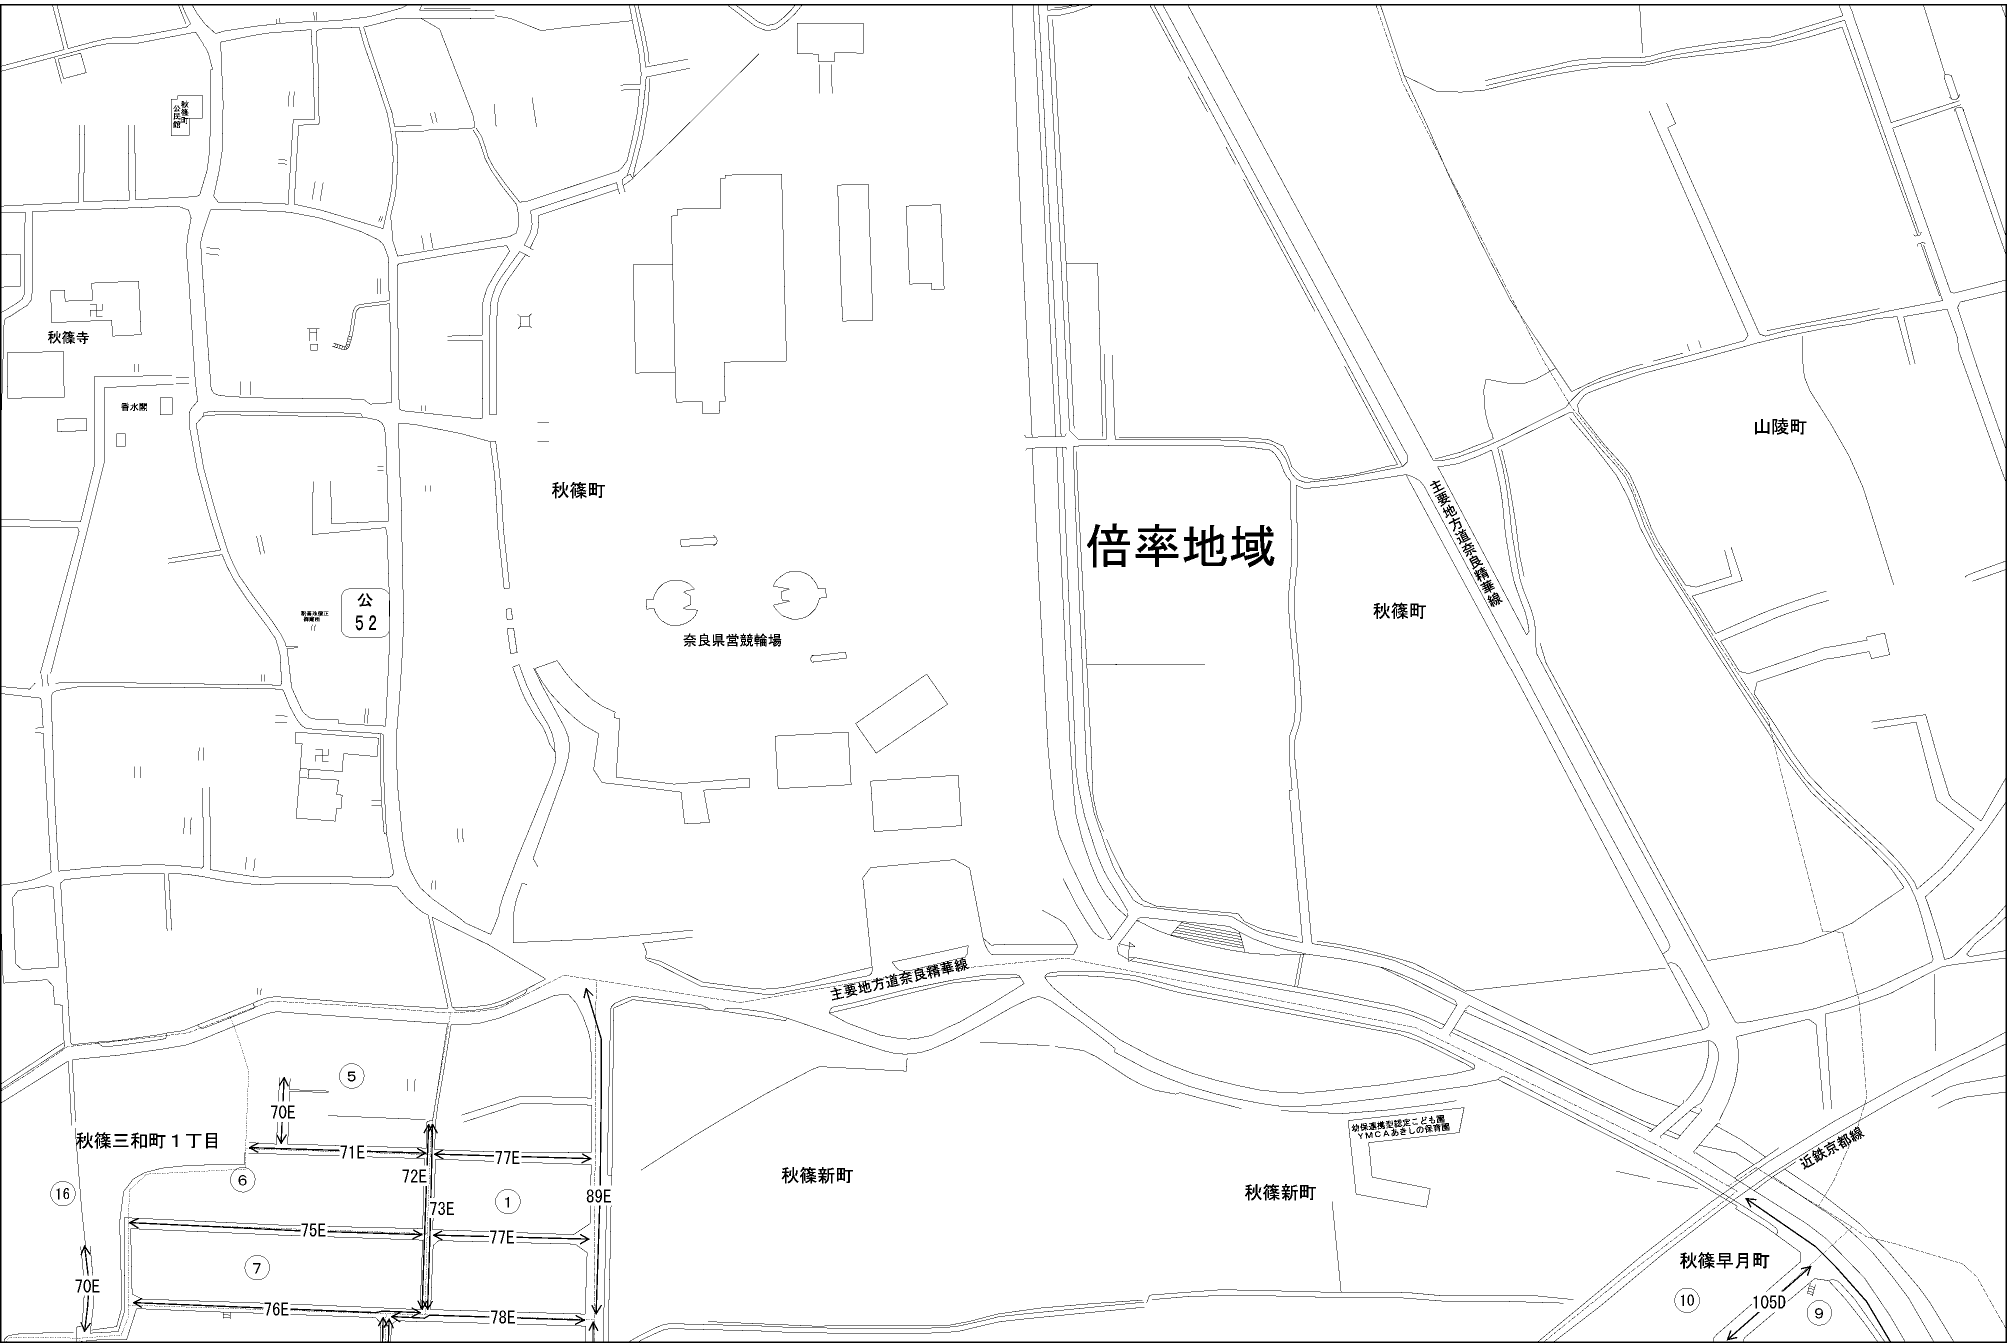 秋篠町
公民館
秋篠寺
香水閣
秋篠町
公
52
奈良県営競輪場
倍率地域
秋篠町
主要地方道奈良精華線
山陵町
主要地方道奈良精華線
5
70E
71E
秋篠三和町1丁目
6
16
72E
77E
89E
1
73E
75E
77E
7
70E
76E
78E
秋篠新町
秋篠新町
幼保連携型認定こども園
YMCAあきしの保育園
近鉄京都線
秋篠早月町
10
105D
9